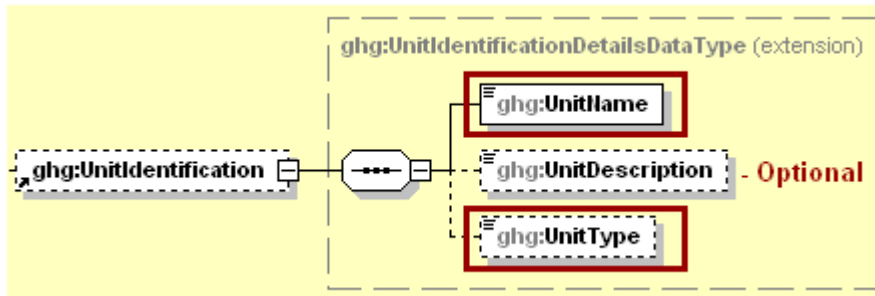 ghg:UnitIdentificationDetailsDataType (extension)
ghg:UnitName
ghg:UnitIdentification
ghg:UnitDescription - Optional
ghg:UnitType